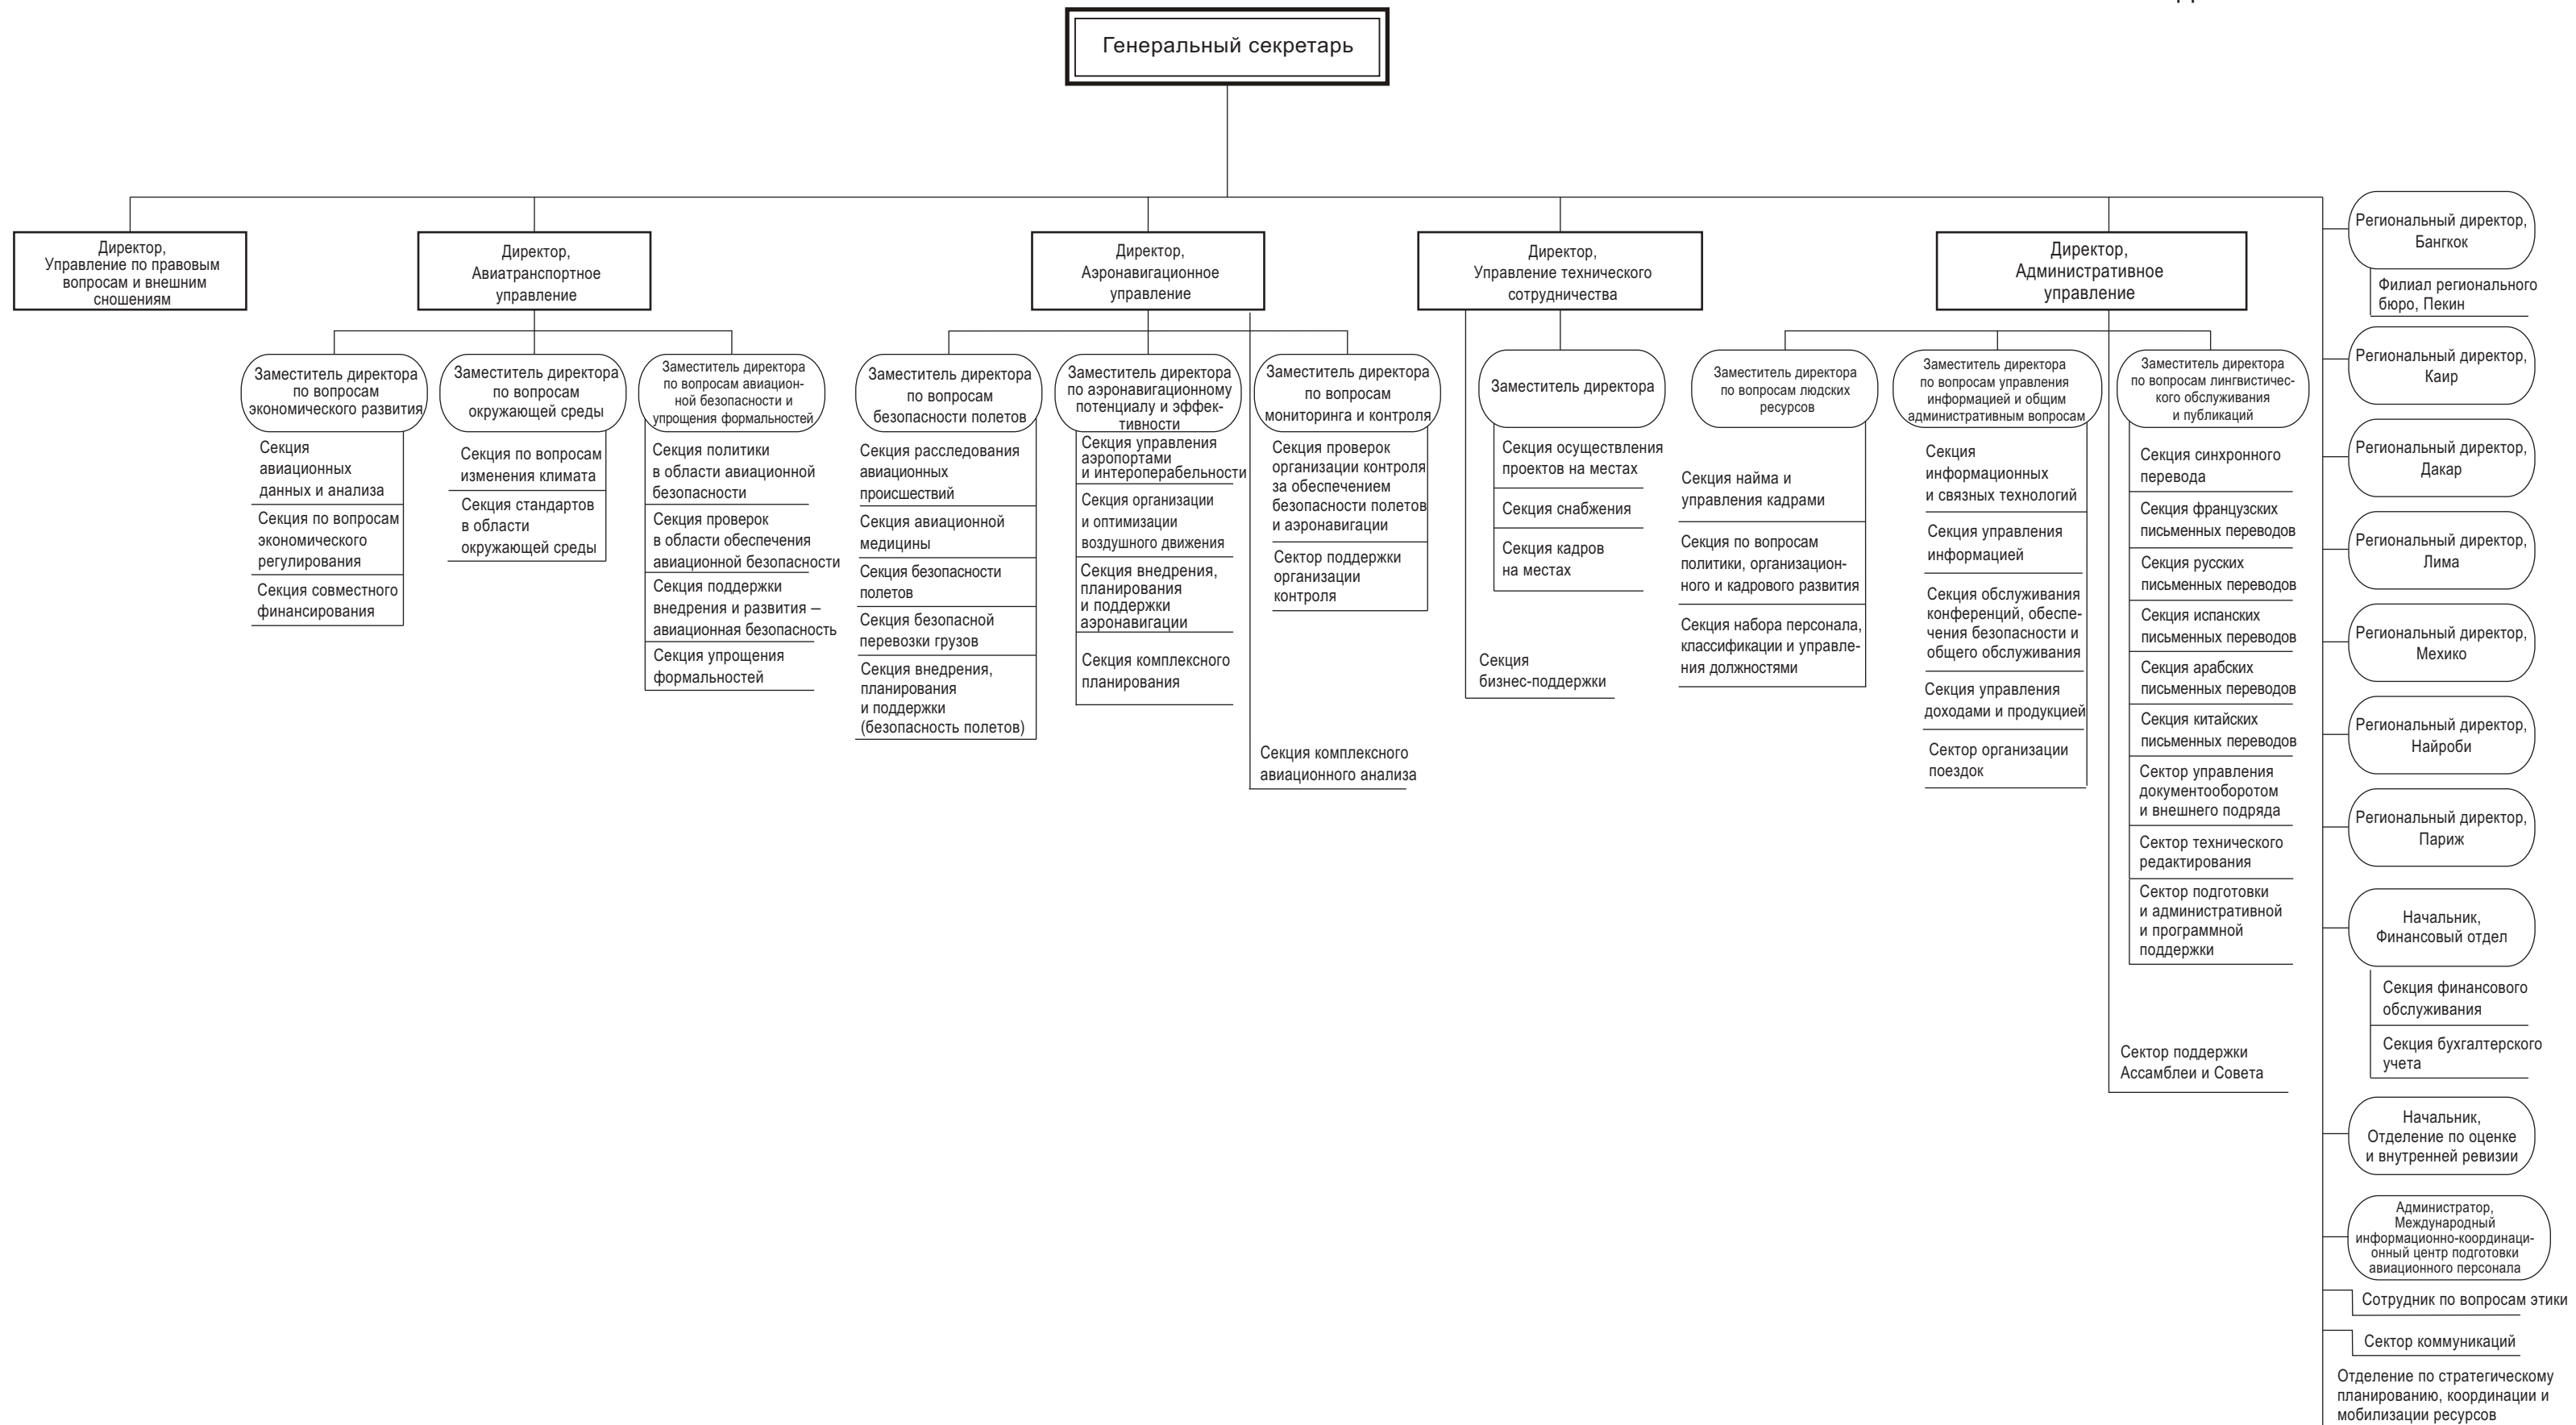 Генеральный секретарь
Директор,
Управление по правовым
вопросам и внешним
сношениям
Директор,
Авиатранспортное
управление
Директор,
Аэронавигационное
управление
Директор,
Управление технического
сотрудничества
Директор,
Административное
управление
Заместитель директора
по вопросам
экономического развития
Секция
авиационных
данных и анализа
Секция по вопросам
экономического
регулирования
Секция совместного
финансирования
Заместитель директора
по вопросам
окружающей среды
Секция по вопросам
изменения климата
Секция стандартов
в области
окружающей среды
Заместитель директора
по вопросам авиацион-
ной безопасности и
упрощения формальностей
Секция политики
в области авиационной
безопасности
Секция проверок
в области обеспечения
авиационной безопасности
Секция поддержки
внедрения и развития –
авиационная безопасность
Секция упрощения
формальностей
Заместитель директора
по вопросам
безопасности полетов
Секция расследования
авиационных
происшествий
Секция авиационной
медицины
Секция безопасности
полетов
Секция безопасной
перевозки грузов
Секция внедрения,
планирования
и поддержки
(безопасность полетов)
Заместитель директора
по аэронавигационному
потенциалу и эффек-
тивности
Секция управления
аэропортами
и интероперабельности
Секция организации
и оптимизации
воздушного движения
Секция внедрения,
планирования
и поддержки
аэронавигации
Секция комплексного
планирования
Заместитель директора
по вопросам
мониторинга и контроля
Секция проверок
организации контроля
за обеспечением
безопасности полетов
и аэронавигации
Сектор поддержки
организации
контроля
Секция комплексного
авиационного анализа
Заместитель директора
Секция осуществления
проектов на местах
Секция снабжения
Секция кадров
на местах
Секция
бизнес-поддержки
Заместитель директора
по вопросам людских
ресурсов
Секция найма и
управления кадрами
Секция по вопросам
политики, организацион-
ного и кадрового развития
Секция набора персонала,
классификации и управле-
ния должностями
Заместитель директора
по вопросам управления
информацией и общим
административным вопросам
Секция
информационных
и связных технологий
Секция управления
информацией
Секция обслуживания
конференций, обеспе-
чения безопасности и
общего обслуживания
Секция управления
доходами и продукцией
Сектор организации
поездок
Заместитель директора
по вопросам лингвистичес-
кого обслуживания
и публикаций
Секция синхронного
перевода
Секция французских
письменных переводов
Секция русских
письменных переводов
Секция испанских
письменных переводов
Секция арабских
письменных переводов
Секция китайских
письменных переводов
Сектор управления
документооборотом
и внешнего подряда
Сектор технического
редактирования
Сектор подготовки
и административной
и программной
поддержки
Сектор поддержки
Ассамблеи и Совета
Региональный директор,
Бангкок
Филиал регионального
бюро, Пекин
Региональный директор,
Каир
Региональный директор,
Дакар
Региональный директор,
Лима
Региональный директор,
Мехико
Региональный директор,
Найроби
Региональный директор,
Париж
Начальник,
Финансовый отдел
Секция финансового
обслуживания
Секция бухгалтерского
учета
Начальник,
Отделение по оценке
и внутренней ревизии
Администратор,
Международный
информационно-координаци-
онный центр подготовки
авиационного персонала
Сотрудник по вопросам этики
Сектор коммуникаций
Отделение по стратегическому
планированию, координации и
мобилизации ресурсов